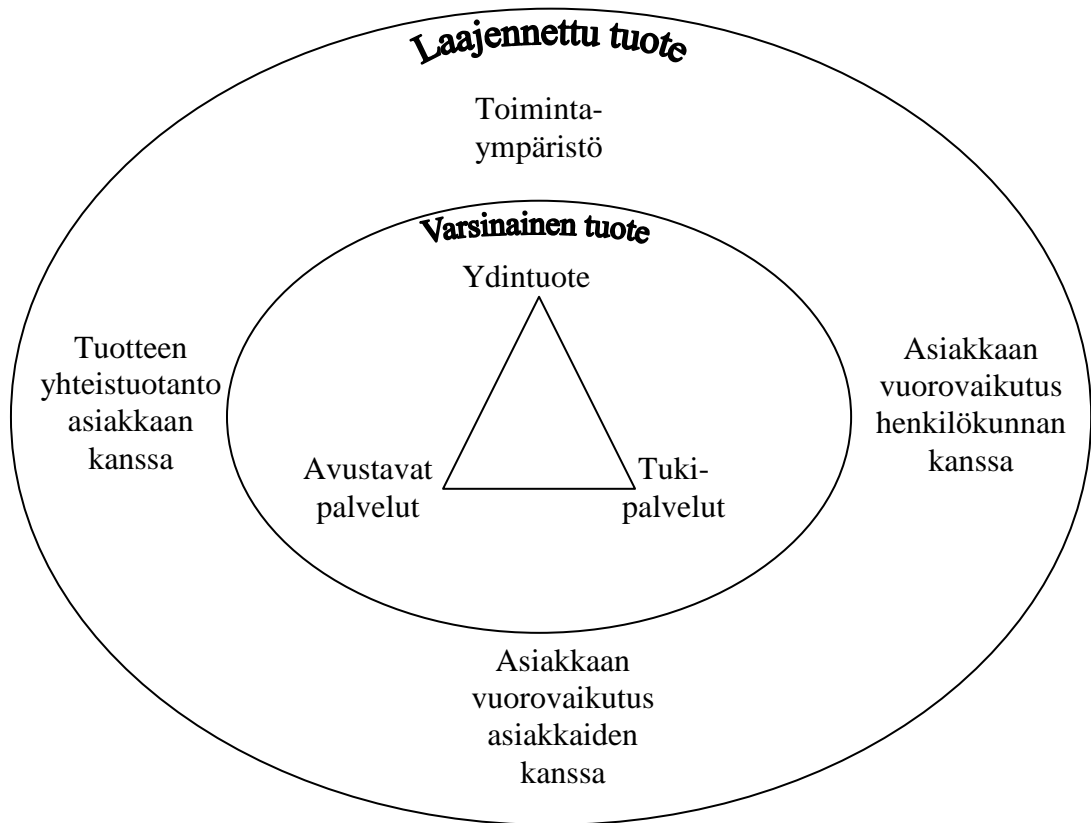 Laajennettu tuote
Toiminta-
ympäristö
Varsinainen tuote
Ydintuote
Tuotteen
yhteistuotanto
asiakkaan
kanssa
Asiakkaan
vuorovaikutus
henkilökunnan
kanssa
Avustavat
palvelut
Tuki-
palvelut
Asiakkaan
vuorovaikutus
asiakkaiden
kanssa